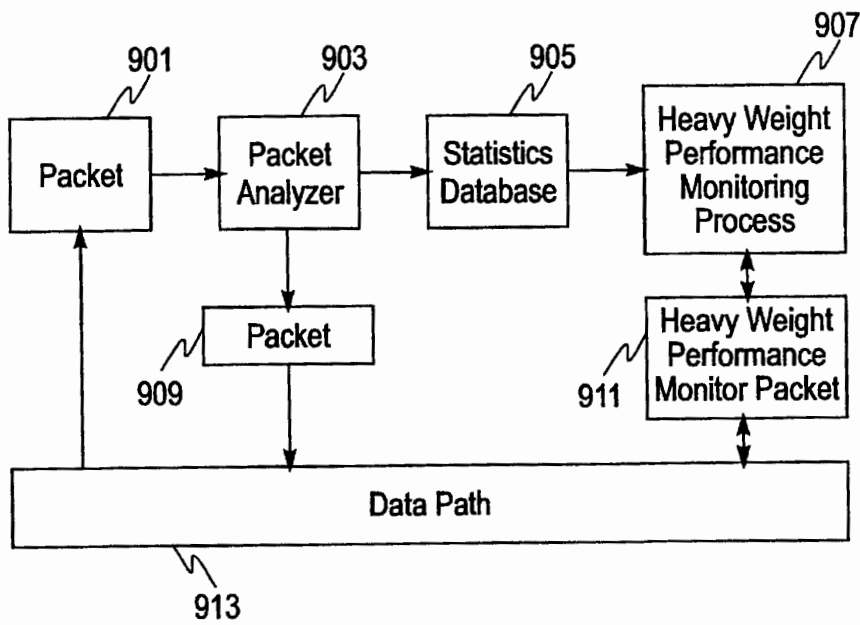 901
903
905
907
Packet
Packet
Analyzer
Statistics
Database
Heavy Weight
Performance
Monitoring
Process
Packet
909
Heavy Weight
Performance
Monitor Packet
911
Data Path
913